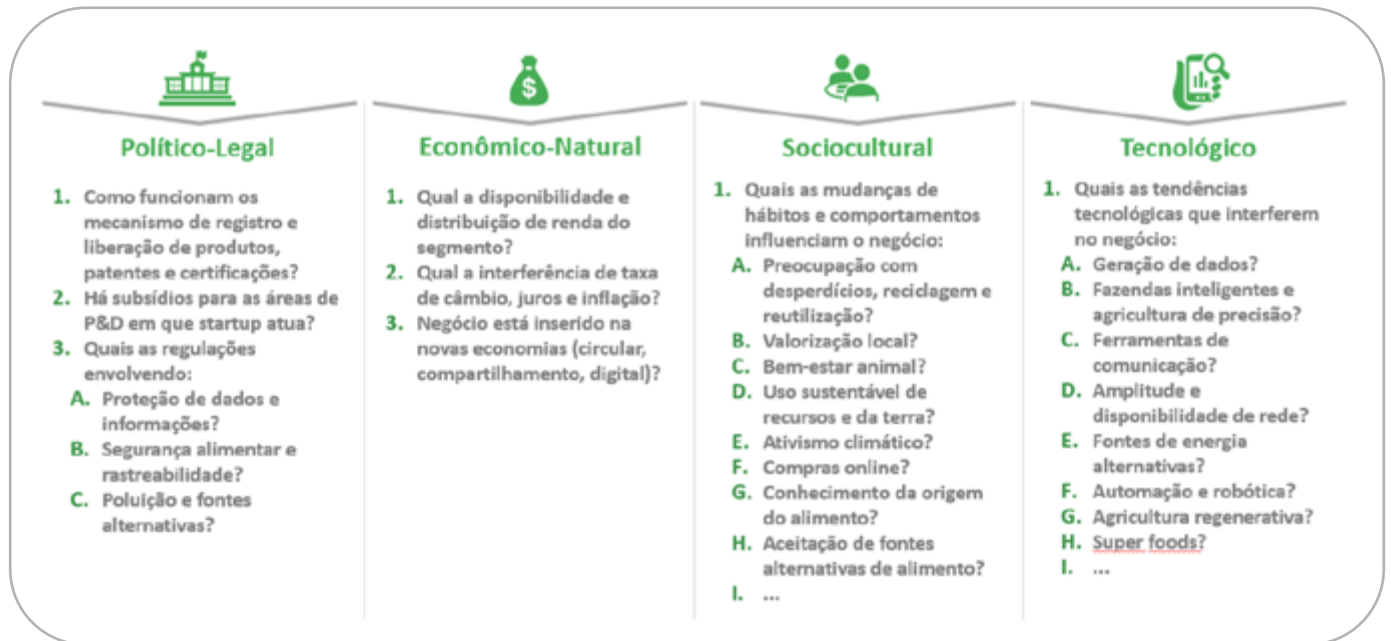 Político-Legal
1. Como funcionam os
mecanismo de registro e
liberação de produtos,
patentes e certificações?
2. Há subsídios para as áreas de
P&D em que startup atua?
3. Quais as regulações
envolvendo:
A. Proteção de dados e
informações?
B. Segurança alimentar e
rastreabilidade?
C. Poluição e fontes
alternativas?
Econômico-Natural
1. Qual a disponibilidade e
distribuição de renda do
segmento?
2. Qual a interferência de taxa
de câmbio, juros e inflação?
3. Negócio está inserido na
novas economias (circular,
compartilhamento, digital)?
Sociocultural
1. Quais as mudanças de
hábitos e comportamentos
influenciam o negócio:
A. Preocupação com
desperdícios, reciclagem e
reutilização?
B. Valorização local?
C. Bem-estar animal?
D. Uso sustentável de
recursos e da terra?
E. Ativismo climático?
F. Compras online?
G. Conhecimento da origem
do alimento?
H. Aceitação de fontes
alternativas de alimento?
I. ...
Tecnológico
1. Quais as tendências
tecnológicas que interferem
no negócio:
A. Geração de dados?
B. Fazendas inteligentes e
agricultura de precisão?
C. Ferramentas de
comunicação?
D. Amplitude e
disponibilidade de rede?
E. Fontes de energia
alternativas?
F. Automação e robótica?
G. Agricultura regenerativa?
H. Super foods?
I. ...